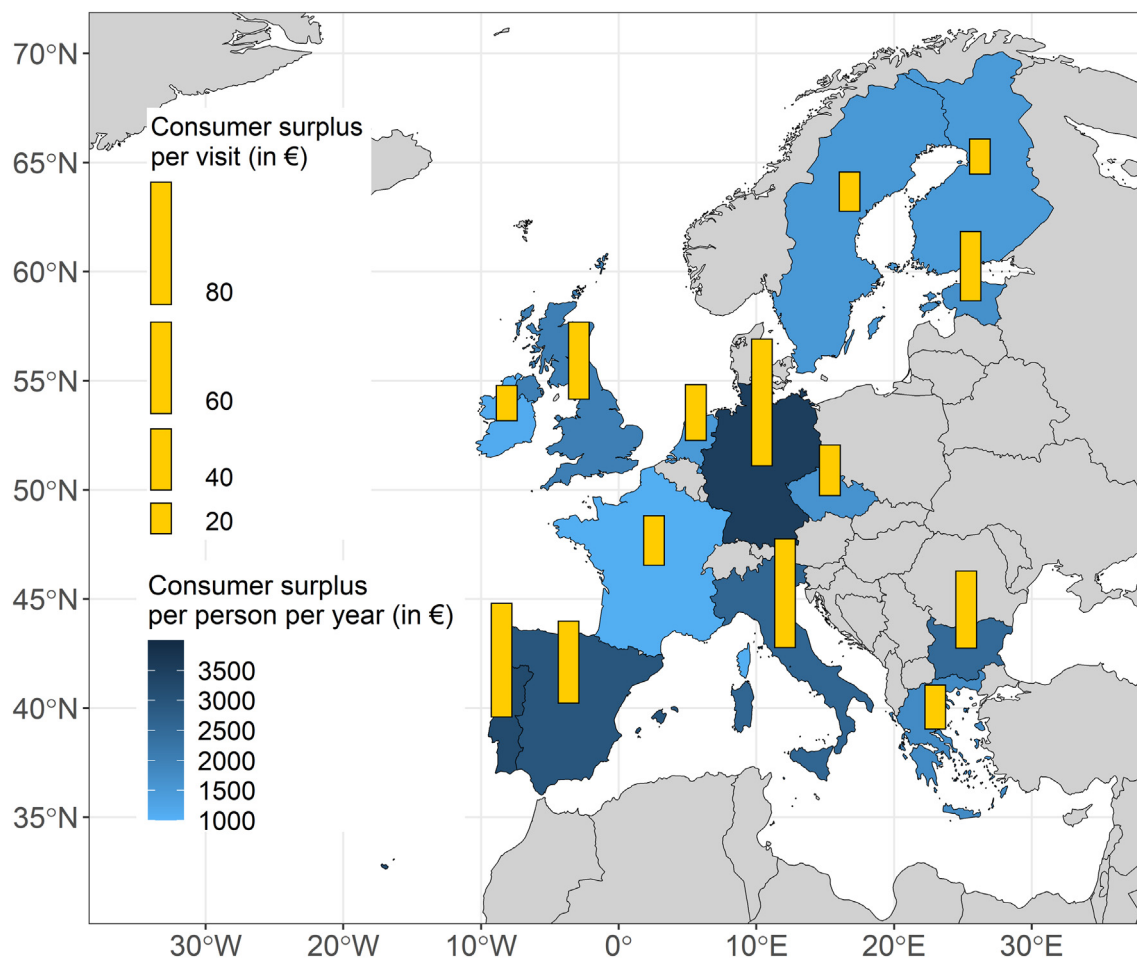 70°N
65°N
60°N
55°N
50°N
45°N
40°N
35°N
Consumer surplus
per visit (in €)
80
60
40
20
Consumer surplus
per person per year (in €)
3500
3000
2500
2000
1500
1000
30°W
20°W
10°W
0°
10°E
20°E
30°E